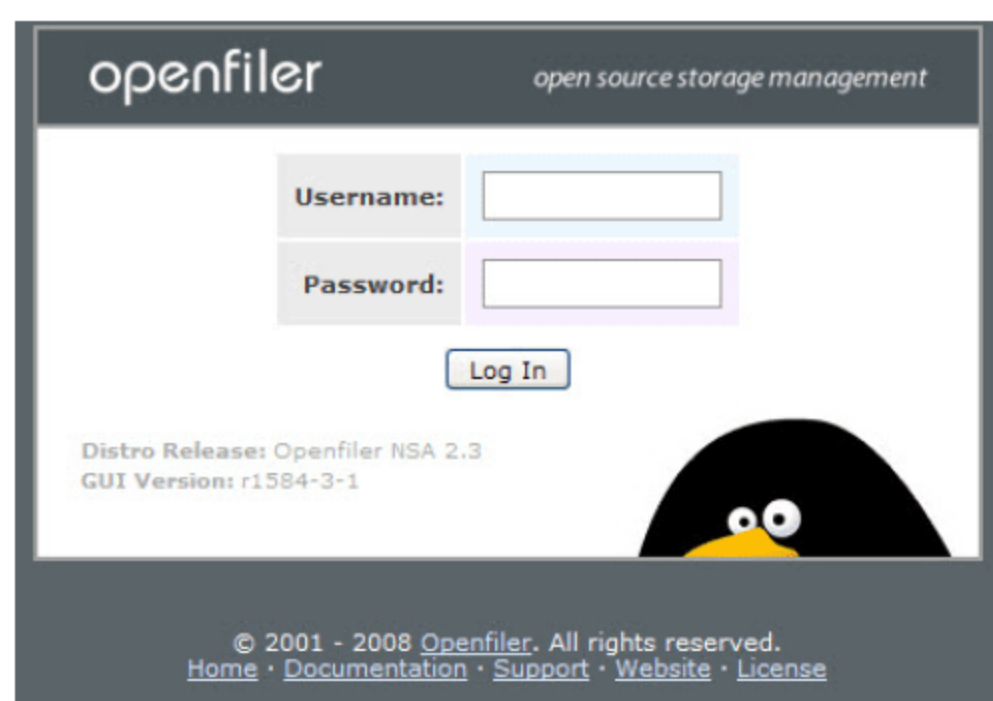 openfiler
open source storage management
Username:
Password:
Log In
Distro Release: Openfiler NSA 2.3
GUI Version: r1584-3-1
© 2001 - 2008 Openfiler. All rights reserved.
Home · Documentation · Support · Website · License